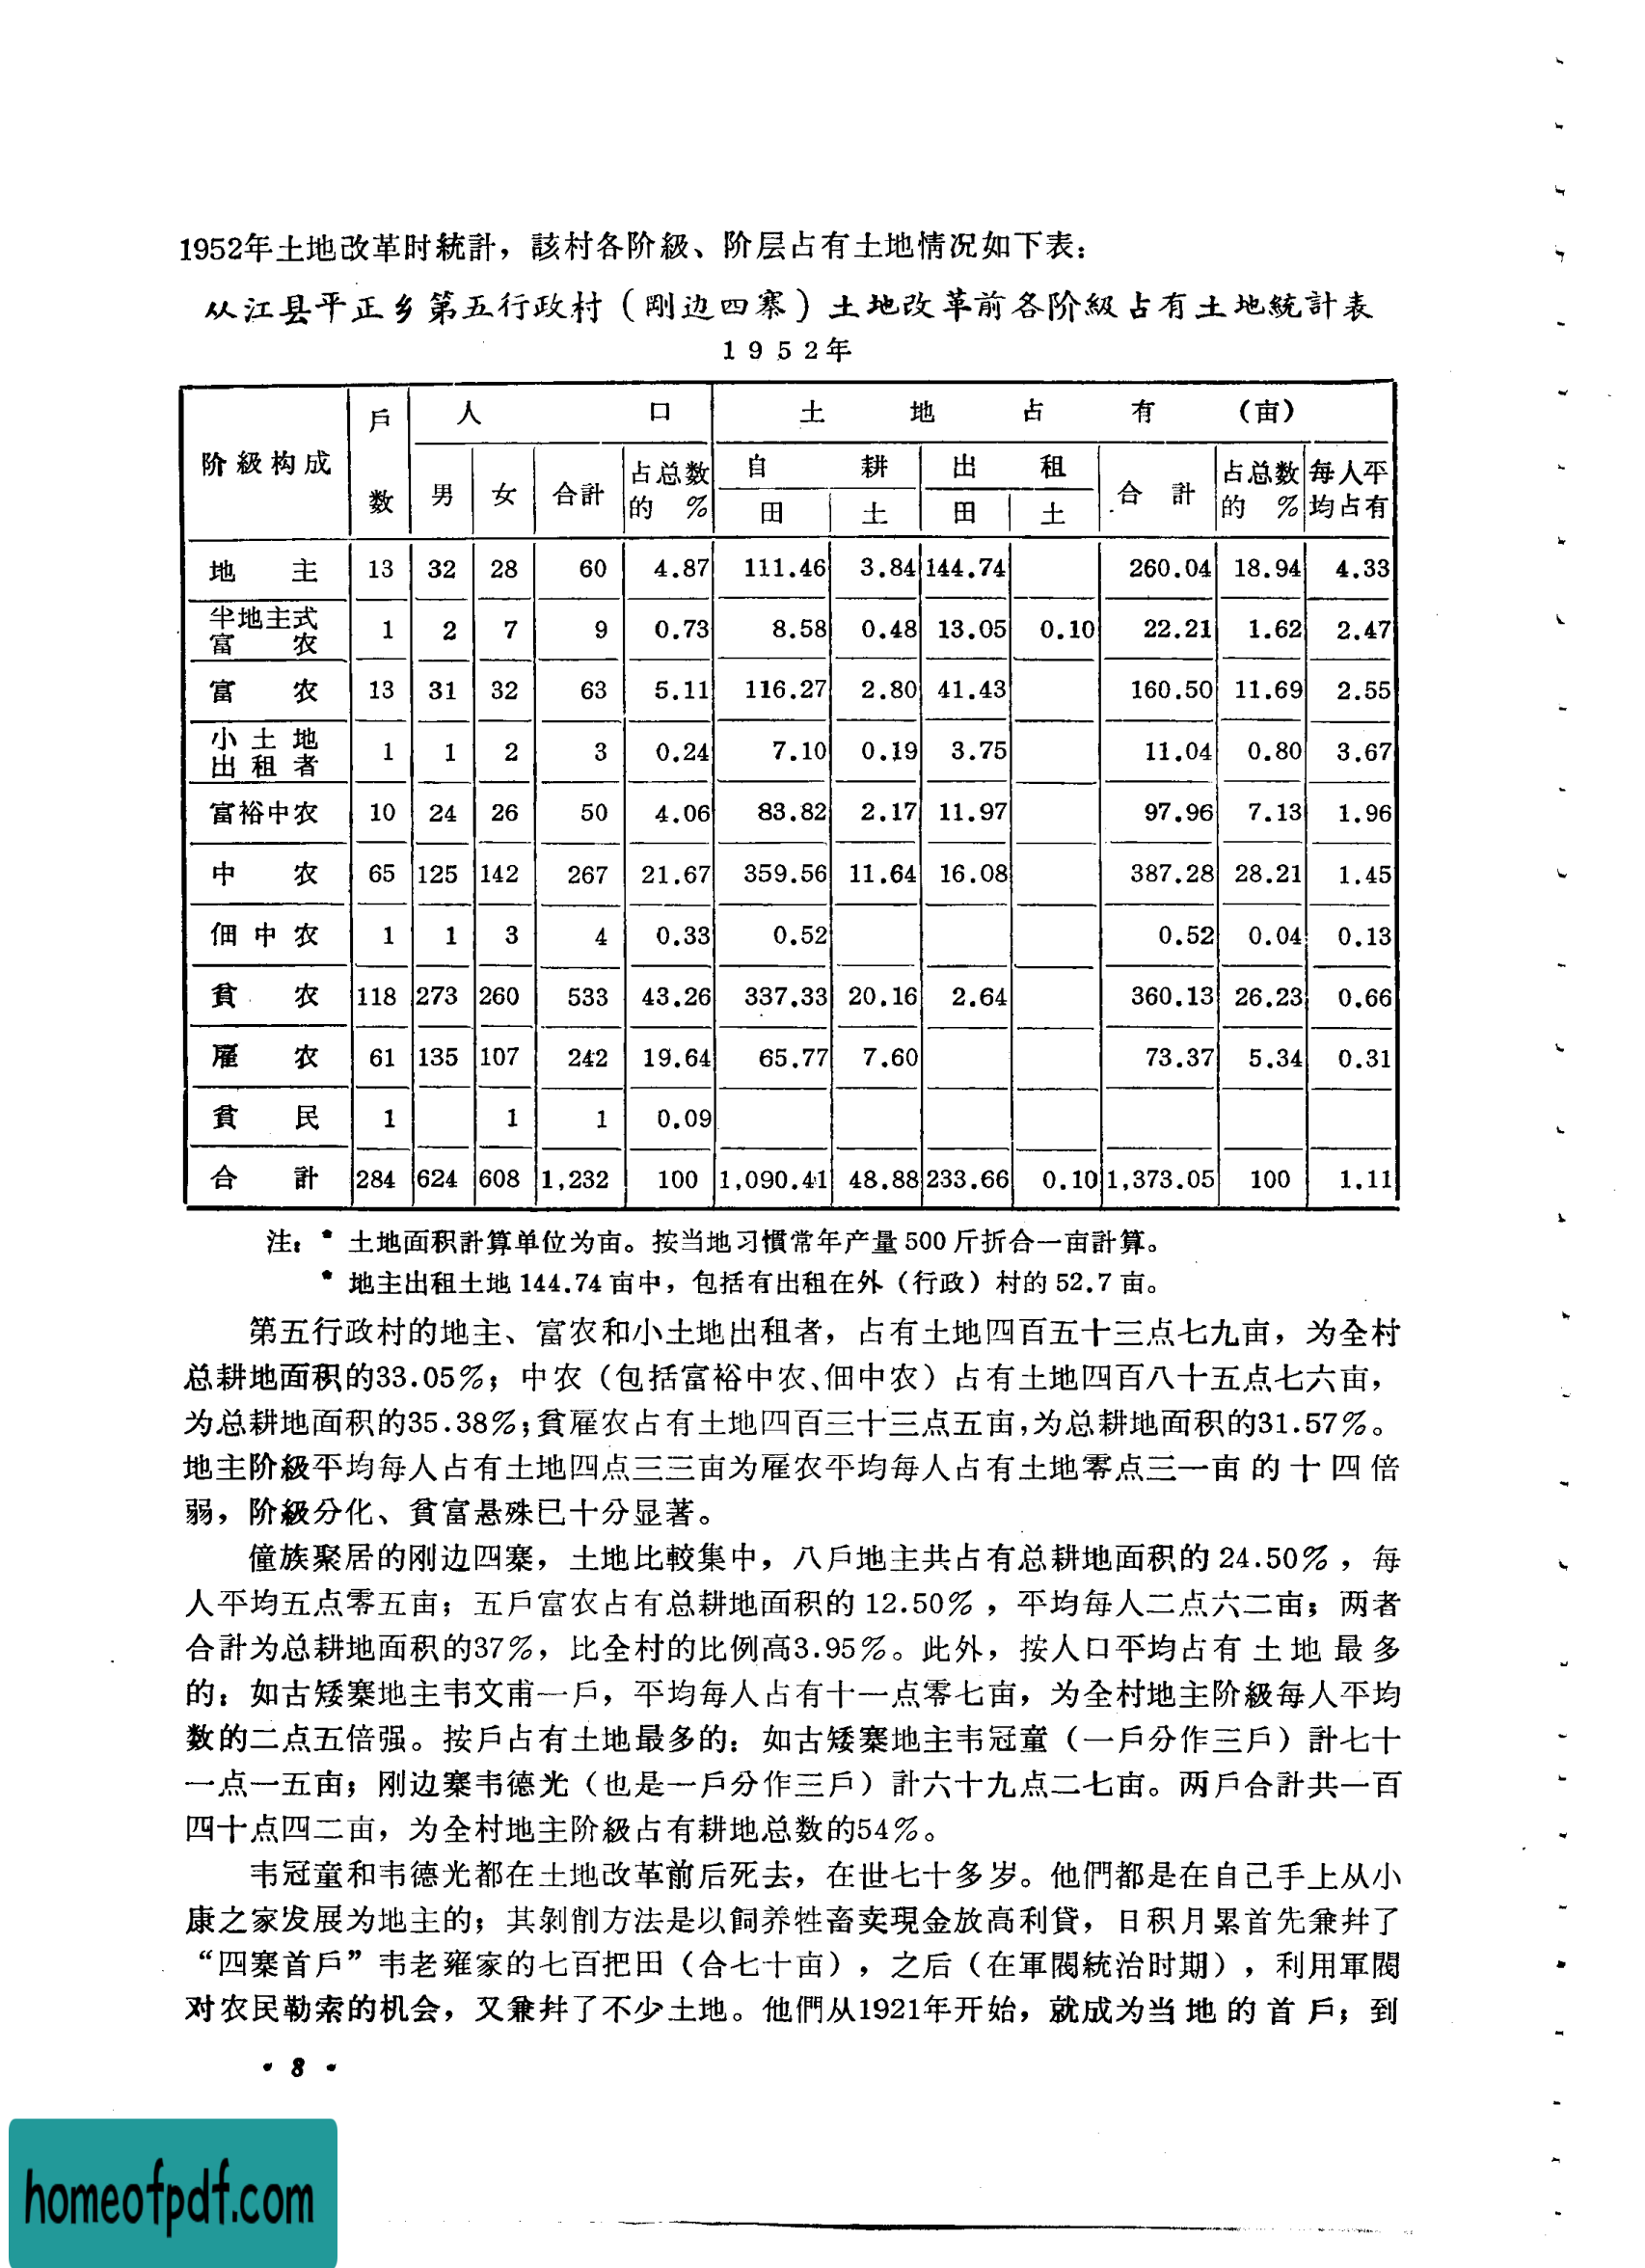 1952年土地改革时統計，該村各阶級、阶层占有土地情况如下表：
从江县平正乡第五行政村（剛边四寨）土地改革前各阶級占有土地統計表
1952年
阶級构成 戶数 人口 土地占有（亩）
男 女 合計 占总数的% 自耕 出租 合計 占总数的% 每人平均占有
田 土 田 土
地主 13 32 28 60 4.87 111.46 3.84 144.74 260.04 18.94 4.33
半地主式富农 1 2 7 9 0.73 8.58 0.48 13.05 0.10 22.21 1.62 2.47
富农 13 31 32 63 5.11 116.27 2.80 41.43 160.50 11.69 2.55
小土地出租者 1 1 2 3 0.24 7.10 0.19 3.75 11.04 0.80 3.67
富裕中农 10 24 26 50 4.06 83.82 2.17 11.97 97.96 7.13 1.96
中农 65 125 142 267 21.67 359.56 11.64 16.08 387.28 28.21 1.45
佃中农 1 1 3 4 0.33 0.52 0.52 0.04 0.13
貧农 118 273 260 533 43.26 337.33 20.16 2.64 360.13 26.23 0.66
雇农 61 135 107 242 19.64 65.77 7.60 73.37 5.34 0.31
貧民 1 1 1 0.09
合計 284 624 608 1,232 100 1,090.41 48.88 233.66 0.10 1,373.05 100 1.11
注：* 土地面积計算单位为亩。按当地习慣常年产量500斤折合一亩計算。
* 地主出租土地144.74亩中，包括有出租在外（行政）村的52.7亩。
第五行政村的地主、富农和小土地出租者，占有土地四百五十三点七九亩，为全村
总耕地面积的33.05%；中农（包括富裕中农、佃中农）占有土地四百八十五点七六亩，
为总耕地面积的35.38%；貧雇农占有土地四百三十三点五亩，为总耕地面积的31.57%。
地主阶級平均每人占有土地四点三三亩为雇农平均每人占有土地零点三一亩的十四倍
弱，阶級分化、貧富悬殊已十分显著。
僮族聚居的刚边四寨，土地比較集中，八戶地主共占有总耕地面积的24.50%，每
人平均五点零五亩；五戶富农占有总耕地面积的12.50%，平均每人二点六二亩；两者
合計为总耕地面积的37%，比全村的比例高3.95%。此外，按人口平均占有土地最多
的：如古矮寨地主韦文甫一戶，平均每人占有十一点零七亩，为全村地主阶級每人平均
数的二点五倍强。按戶占有土地最多的：如古矮寨地主韦冠童（一戶分作三戶）計七十
一点一五亩；刚边寨韦德光（也是一戶分作三戶）計六十九点二七亩。两戶合計共一百
四十点四二亩，为全村地主阶級占有耕地总数的54%。
韦冠童和韦德光都在土地改革前后死去，在世七十多岁。他們都是在自己手上从小
康之家发展为地主的；其剝削方法是以飼养牲畜卖現金放高利貸，日积月累首先兼幷了
“四寨首戶”韦老雍家的七百把田（合七十亩），之后（在軍閥統治时期），利用軍閥
对农民勒索的机会，又兼幷了不少土地。他們从1921年开始，就成为当地的首戶；到
• 8 •
homeofpdf.com